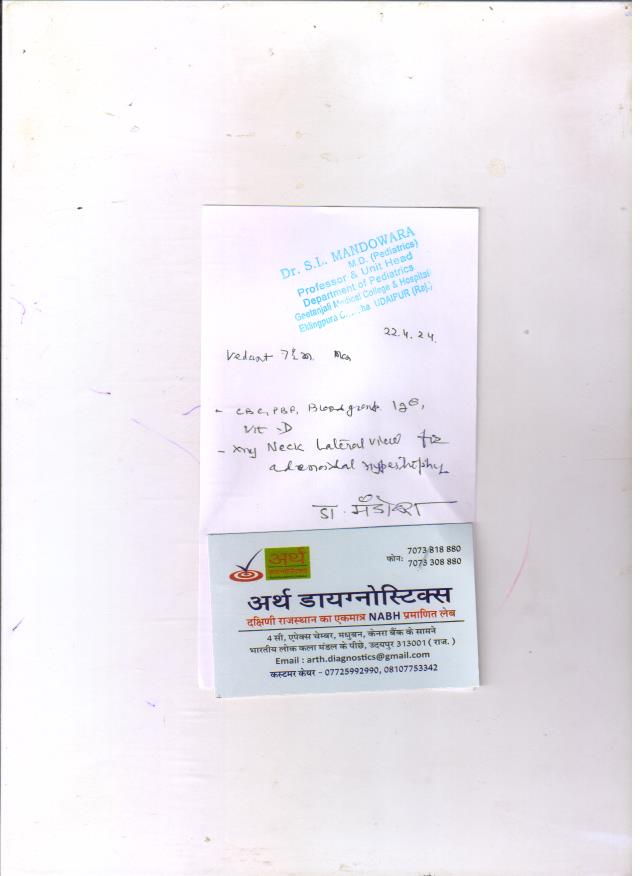 Dr. S.L. MANDOWARA
M.D. (Pediatrics)
Professor & Unit Head
Department of Pediatrics
Geetanjali Medical College & Hospital
Eklingpura UDAIPUR (Raj.)
22.4.24.
Vedant
- CBC, PBF, Blood group IgE,
Vit D
- Xray Neck Lateral View for
adenoidal hypertrophy
डा.
अर्थ
फोन: 7073 818 880
7073 308 880
अर्थ डायग्नोस्टिक्स
दक्षिणी राजस्थान का एकमात्र NABH प्रमाणित लेब
4 सी, एपेक्स चेम्बर, मधुबन, केनरा बैंक के सामने
भारतीय लोक कला मंडल के पीछे, उदयपुर 313001 ( राज. )
Email : arth.diagnostics@gmail.com
कस्टमर केयर - 07725992990, 08107753342